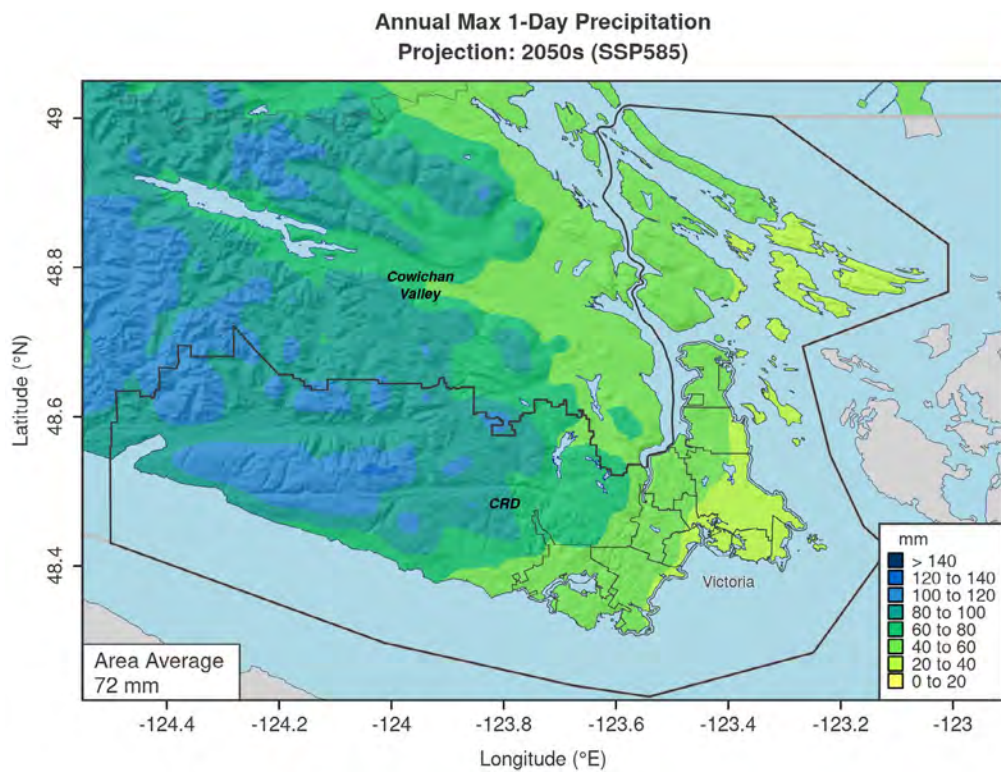 Annual Max 1-Day Precipitation
Projection: 2050s (SSP585)
Latitude (°N)
49
48.8
48.6
48.4
Cowichan
Valley
CRD
Victoria
mm
> 140
120 to 140
100 to 120
80 to 100
60 to 80
40 to 60
20 to 40
0 to 20
Area Average
72 mm
-124.4
-124.2
-124
-123.8
-123.6
-123.4
-123.2
-123
Longitude (°E)